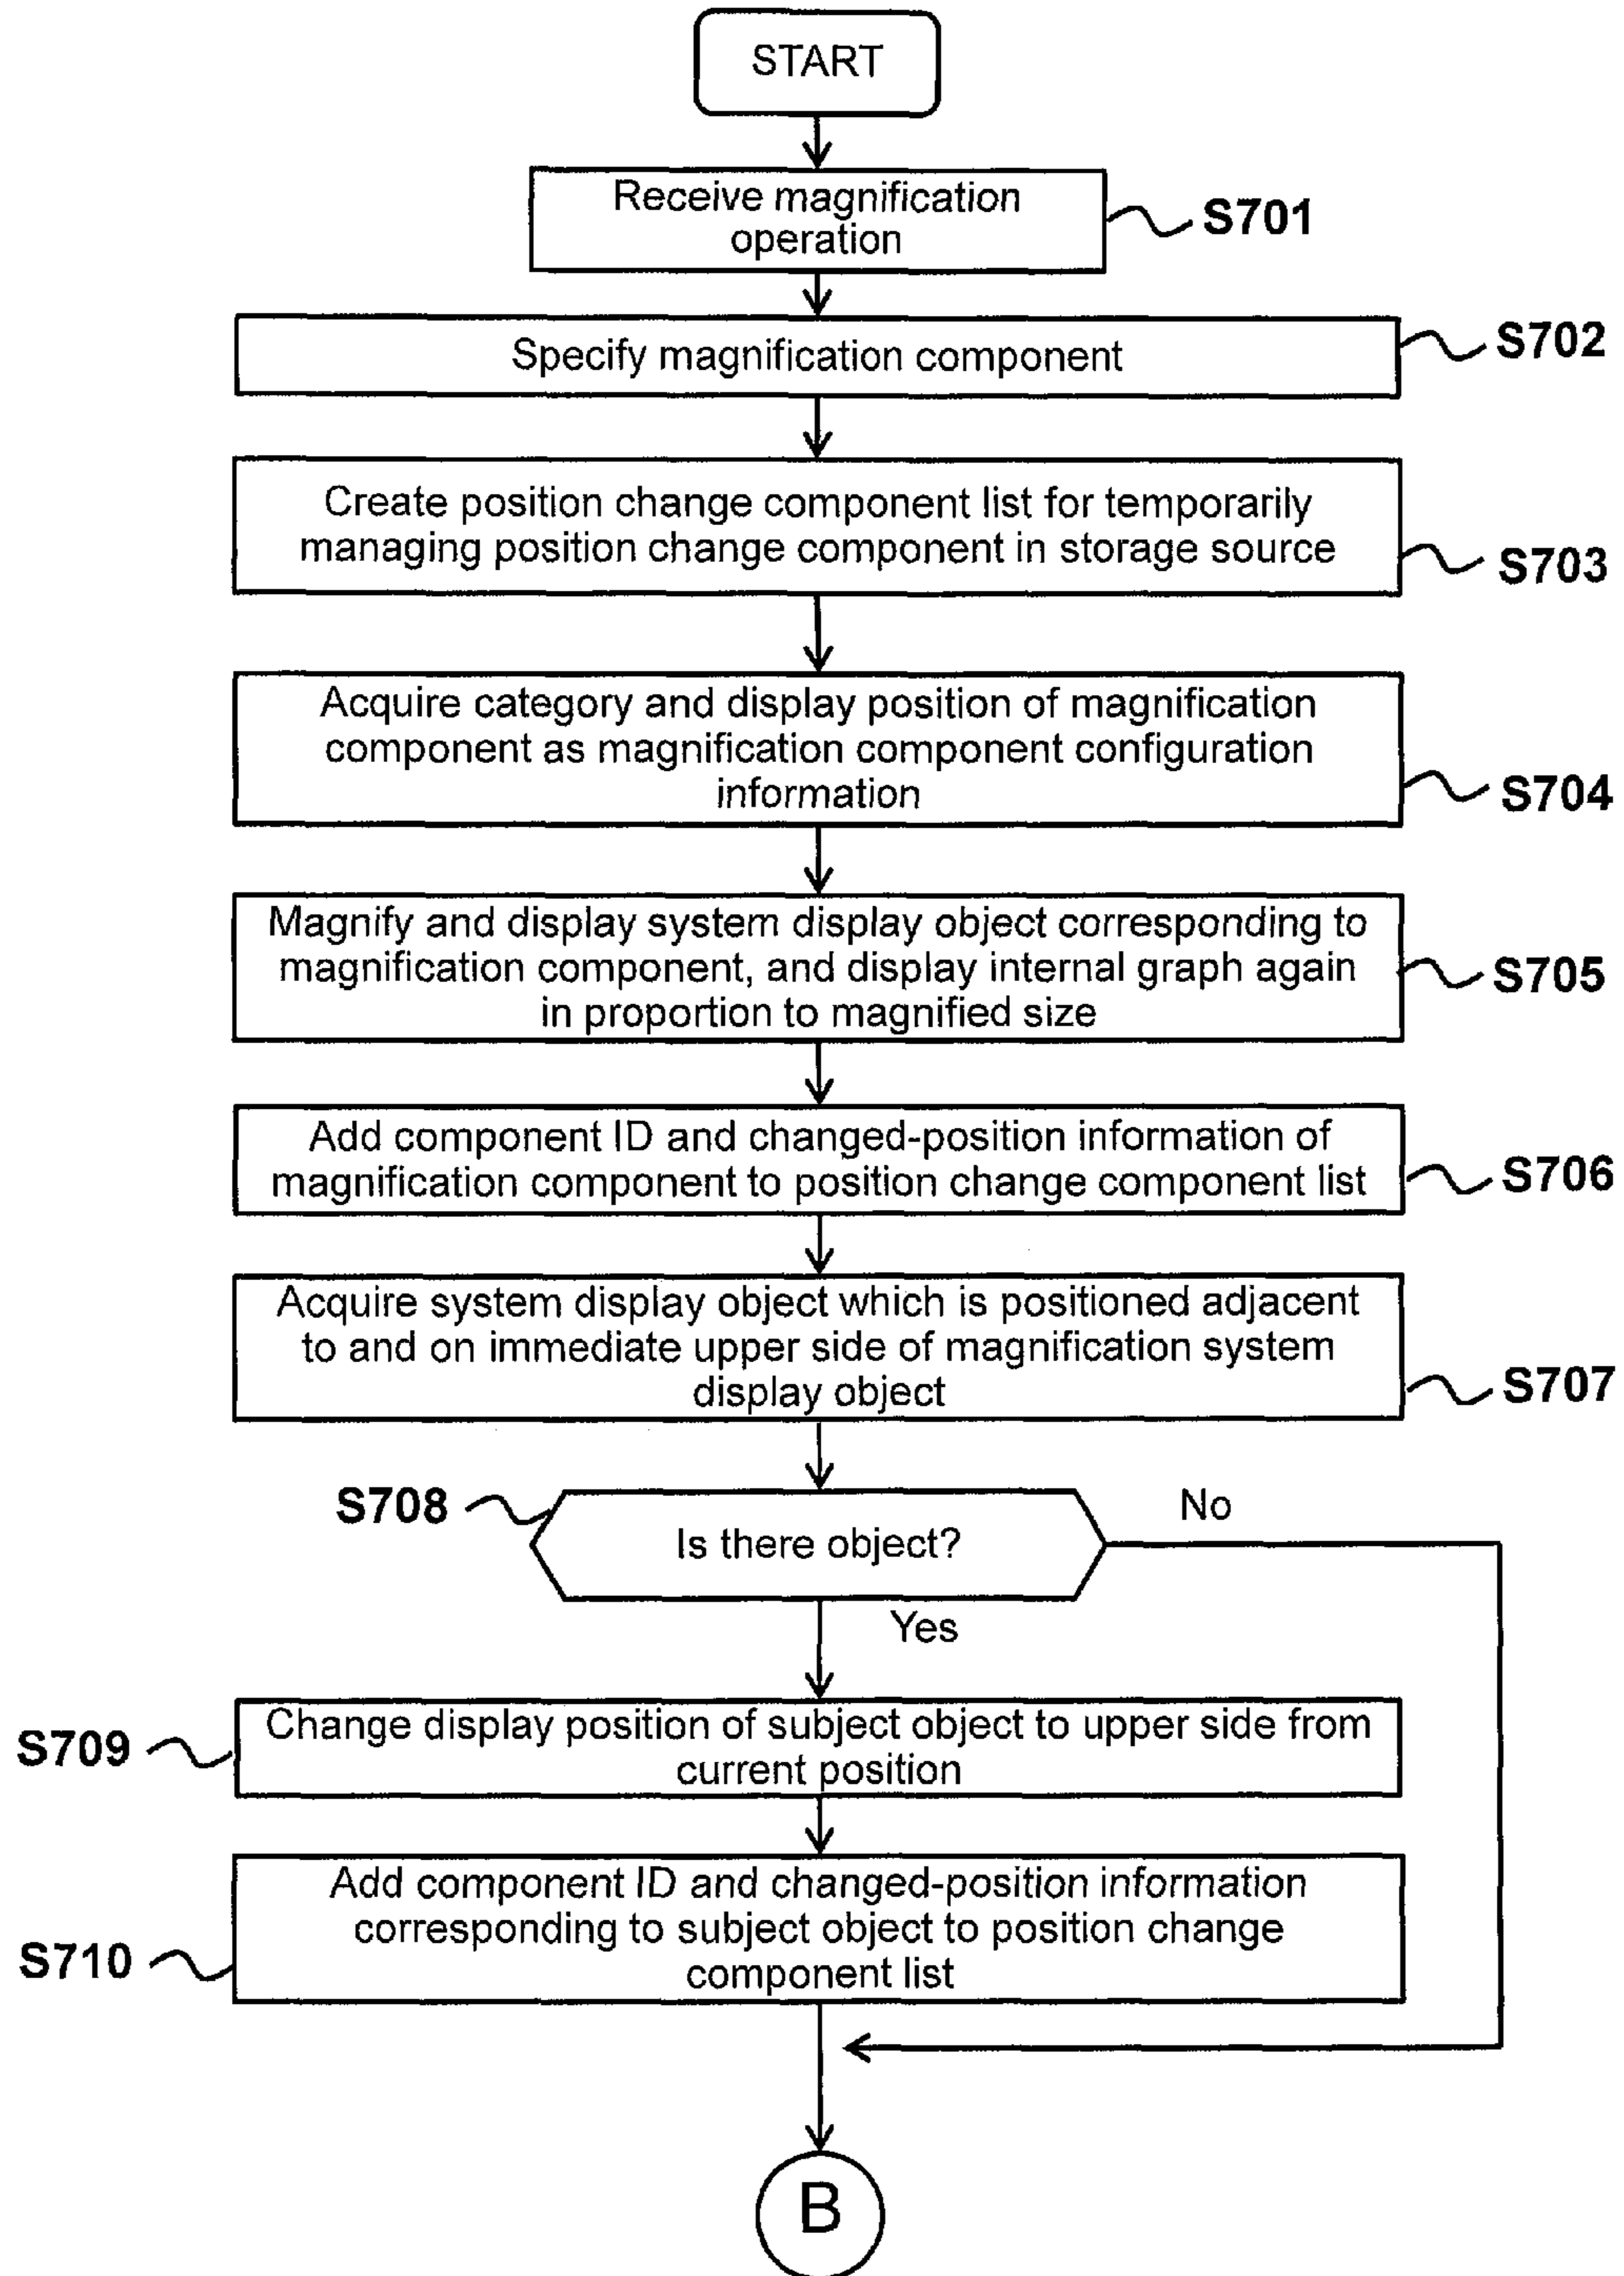 START
Receive magnification
operation
S701
Specify magnification component
S702
Create position change component list for temporarily
managing position change component in storage source
S703
Acquire category and display position of magnification
component as magnification component configuration
information
S704
Magnify and display system display object corresponding to
magnification component, and display internal graph again
in proportion to magnified size
S705
Add component ID and changed-position information of
magnification component to position change component list
S706
Acquire system display object which is positioned adjacent
to and on immediate upper side of magnification system
display object
S707
S708
Is there object?
No
Yes
S709
Change display position of subject object to upper side from
current position
S710
Add component ID and changed-position information
corresponding to subject object to position change
component list
B